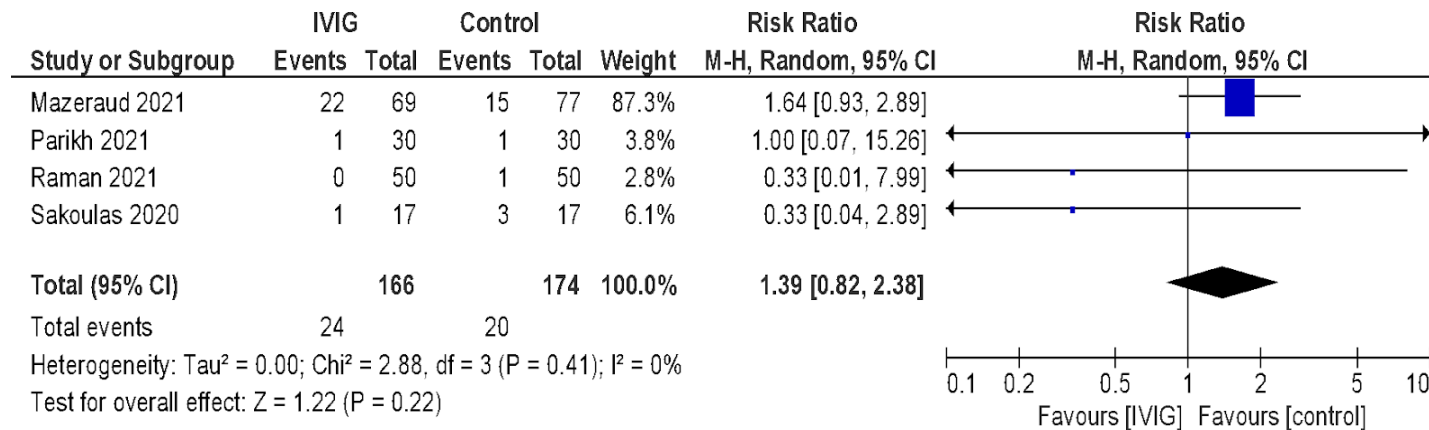 IVIG Control Risk Ratio Risk Ratio
Study or Subgroup Events Total Events Total Weight M-H, Random, 95% CI M-H, Random, 95% CI
Mazeraud 2021 22 69 15 77 87.3% 1.64 [0.93, 2.89]
Parikh 2021 1 30 1 30 3.8% 1.00 [0.07, 15.26]
Raman 2021 0 50 1 50 2.8% 0.33 [0.01, 7.99]
Sakoulas 2020 1 17 3 17 6.1% 0.33 [0.04, 2.89]
Total (95% CI) 166 174 100.0% 1.39 [0.82, 2.38]
Total events 24 20
Heterogeneity: Tau² = 0.00; Chi² = 2.88, df = 3 (P = 0.41); I² = 0%
Test for overall effect: Z = 1.22 (P = 0.22)
0.1 0.2 0.5 1 2 5 10
Favours [IVIG] Favours [control]